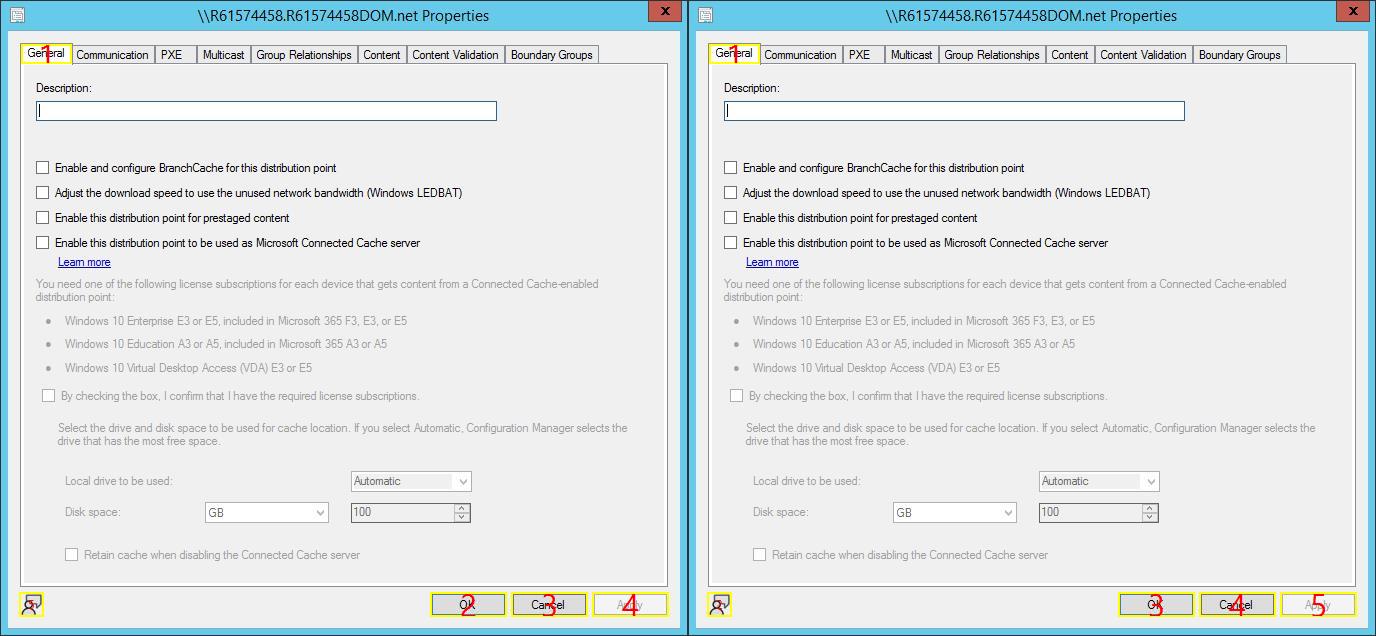 \\R61574458.R61574458DOM.net Properties
General Communication PXE Multicast Group Relationships Content Content Validation Boundary Groups
1
Description:
Enable and configure BranchCache for this distribution point
Adjust the download speed to use the unused network bandwidth (Windows LEDBAT)
Enable this distribution point for prestaged content
Enable this distribution point to be used as Microsoft Connected Cache server
Learn more
You need one of the following license subscriptions for each device that gets content from a Connected Cache-enabled
distribution point:
• Windows 10 Enterprise E3 or E5, included in Microsoft 365 F3, E3, or E5
• Windows 10 Education A3 or A5, included in Microsoft 365 A3 or A5
• Windows 10 Virtual Desktop Access (VDA) E3 or E5
By checking the box, I confirm that I have the required license subscriptions.
Select the drive and disk space to be used for cache location. If you select Automatic, Configuration Manager selects the
drive that has the most free space.
Local drive to be used: Automatic
Disk space: GB 100
Retain cache when disabling the Connected Cache server
OK Cancel Apply
2 3 4
\\R61574458.R61574458DOM.net Properties
General Communication PXE Multicast Group Relationships Content Content Validation Boundary Groups
1
Description:
Enable and configure BranchCache for this distribution point
Adjust the download speed to use the unused network bandwidth (Windows LEDBAT)
Enable this distribution point for prestaged content
Enable this distribution point to be used as Microsoft Connected Cache server
Learn more
You need one of the following license subscriptions for each device that gets content from a Connected Cache-enabled
distribution point:
• Windows 10 Enterprise E3 or E5, included in Microsoft 365 F3, E3, or E5
• Windows 10 Education A3 or A5, included in Microsoft 365 A3 or A5
• Windows 10 Virtual Desktop Access (VDA) E3 or E5
By checking the box, I confirm that I have the required license subscriptions.
Select the drive and disk space to be used for cache location. If you select Automatic, Configuration Manager selects the
drive that has the most free space.
Local drive to be used: Automatic
Disk space: GB 100
Retain cache when disabling the Connected Cache server
OK Cancel Apply
3 4 5